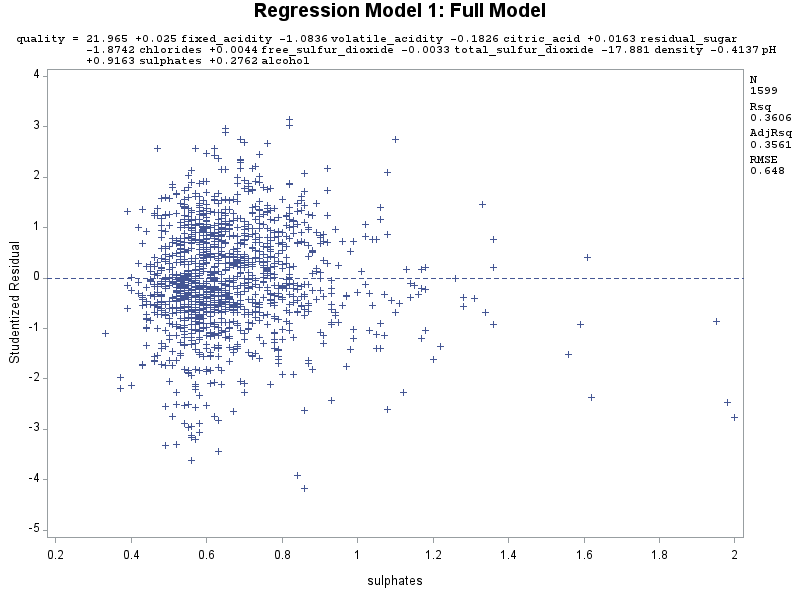 Regression Model 1: Full Model
quality = 21.965 +0.025 fixed_acidity -1.0836 volatile_acidity -0.1826 citric_acid +0.0163 residual_sugar
-1.8742 chlorides +0.0044 free_sulfur_dioxide -0.0033 total_sulfur_dioxide -17.881 density -0.4137 pH
+0.9163 sulphates +0.2762 alcohol
N
1599
Rsq
0.3606
AdjRsq
0.3561
RMSE
0.648
Studentized Residual
4
3
2
1
0
-1
-2
-3
-4
-5
0.2 0.4 0.6 0.8 1 1.2 1.4 1.6 1.8 2
sulphates